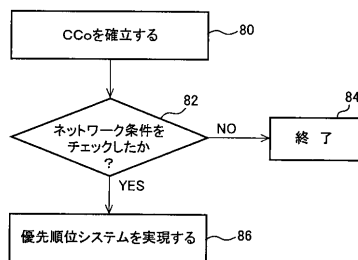 CCoを確立する
80
ネットワーク条件を
チェックしたか
?
82
NO
84
終 了
YES
優先順位システムを実現する
86